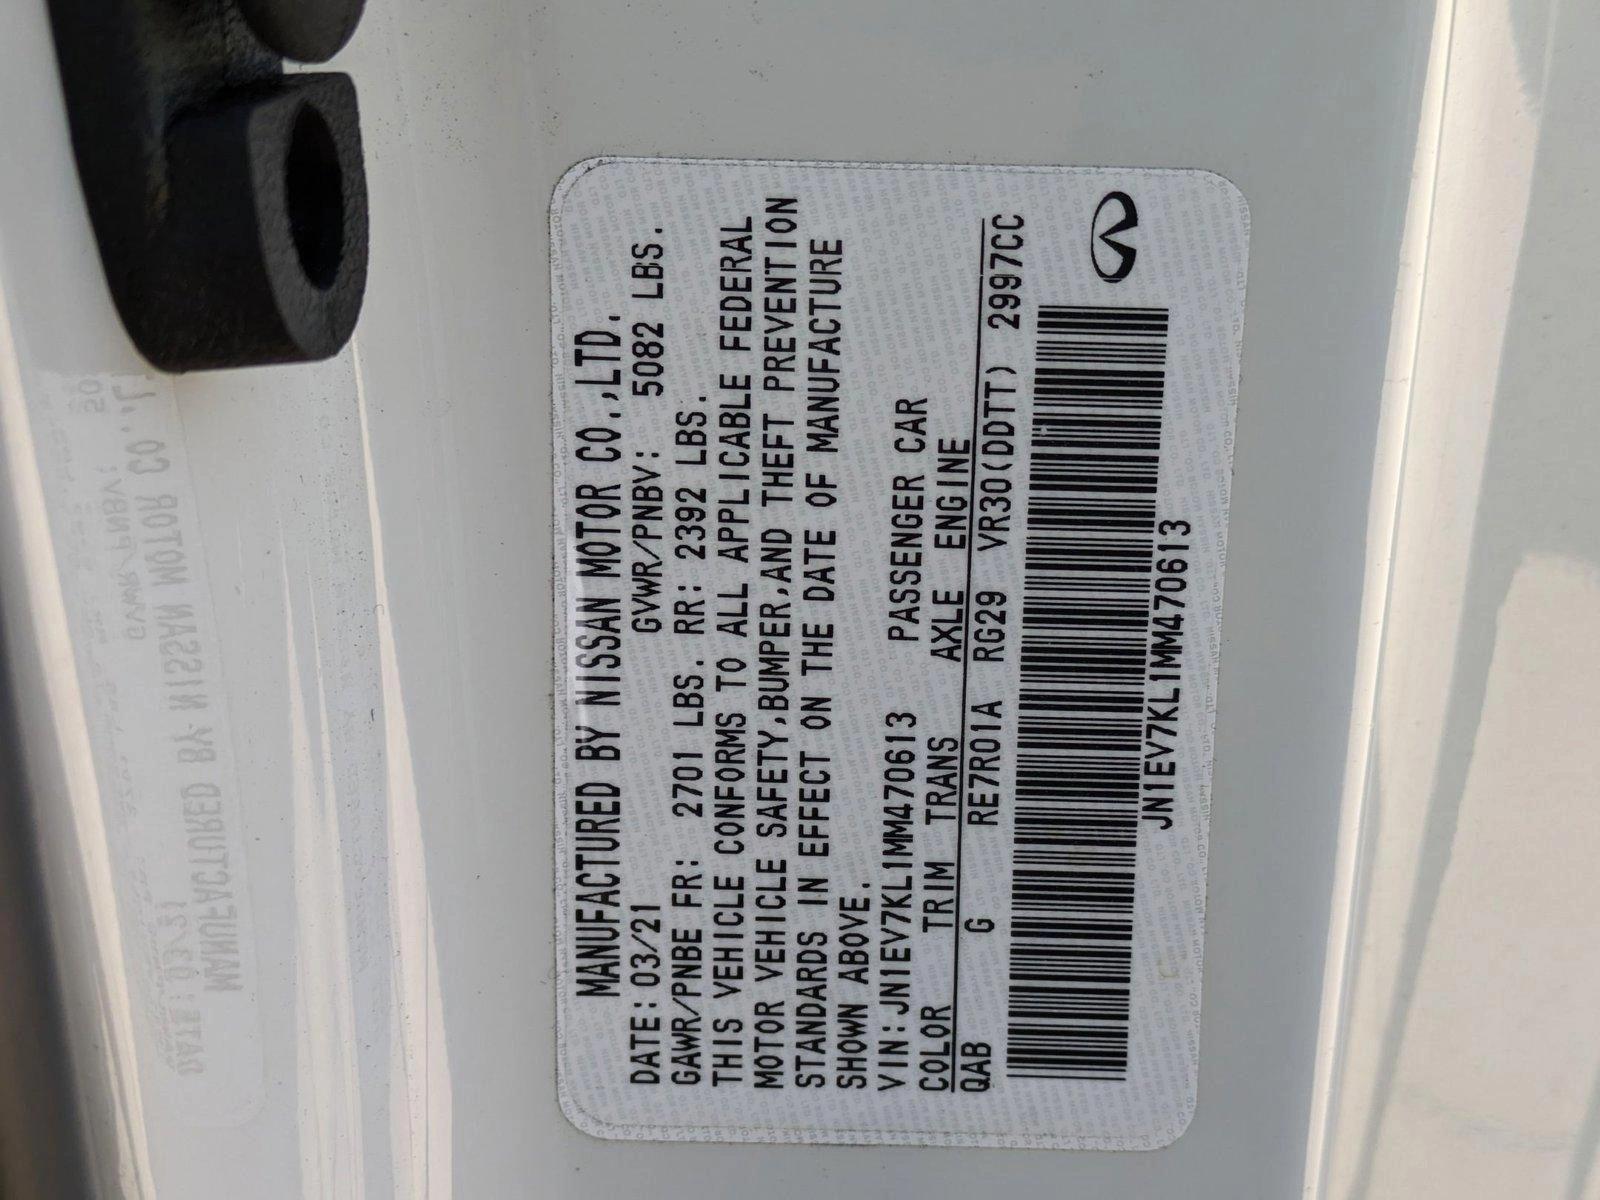 MANUFACTURED BY NISSAN MOTOR CO.,LTD.
DATE:03/21 GVWR/PNBV: 5082 LBS.
GAWR/PNBE FR: 2701 LBS. RR: 2392 LBS.
THIS VEHICLE CONFORMS TO ALL APPLICABLE FEDERAL
MOTOR VEHICLE SAFETY,BUMPER,AND THEFT PREVENTION
STANDARDS IN EFFECT ON THE DATE OF MANUFACTURE
SHOWN ABOVE.
VIN:JN1EV7KL1MM470613 PASSENGER CAR
COLOR TRIM TRANS AXLE ENGINE
QAB G RE7R01A RG29 VR30(DDTT) 2997CC
JN1EV7KL1MM470613